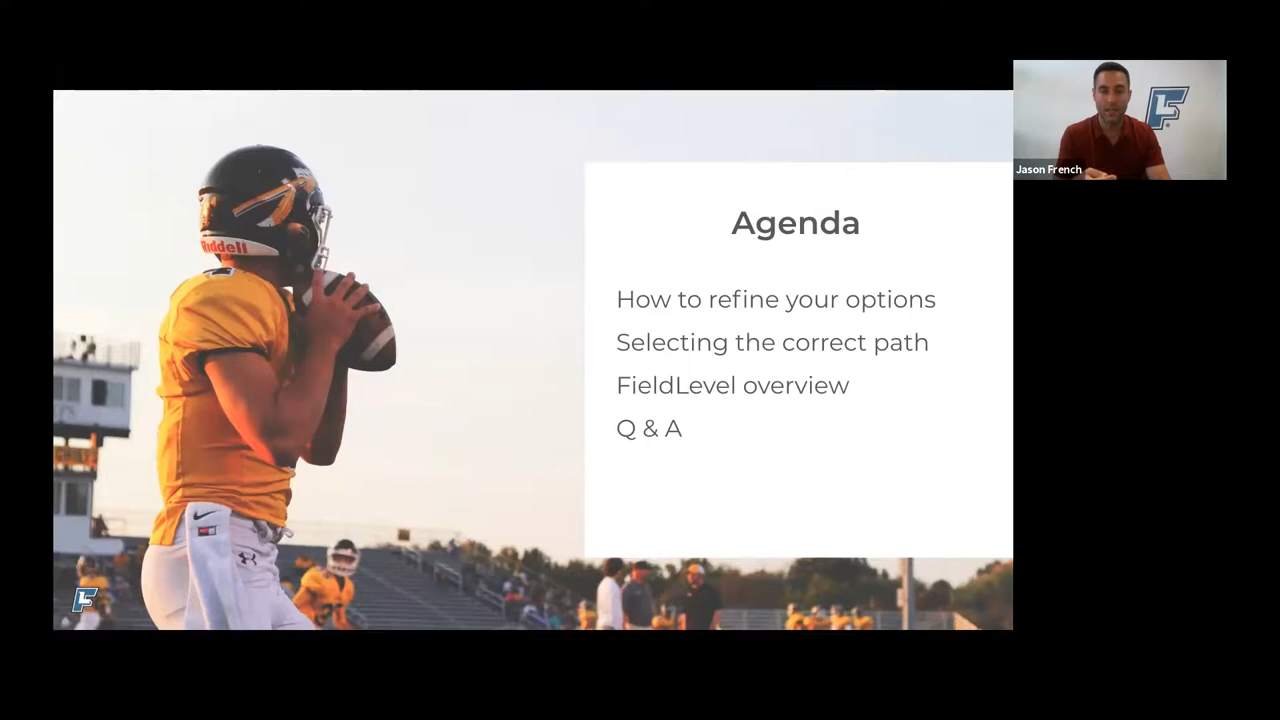 Jason French
Riddell
Agenda
How to refine your options
Selecting the correct path
FieldLevel overview
Q & A